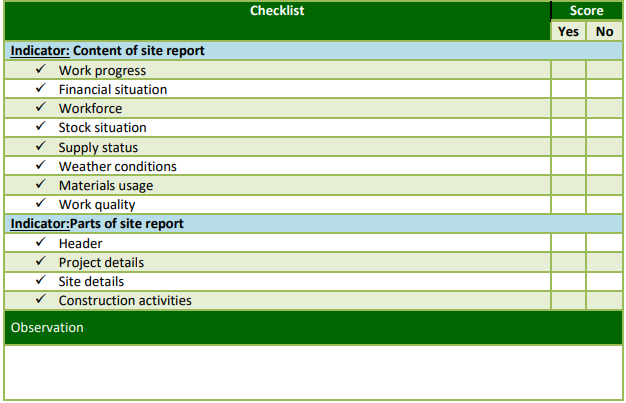 Checklist Score
Yes No
Indicator: Content of site report
✓ Work progress
✓ Financial situation
✓ Workforce
✓ Stock situation
✓ Supply status
✓ Weather conditions
✓ Materials usage
✓ Work quality
Indicator:Parts of site report
✓ Header
✓ Project details
✓ Site details
✓ Construction activities
Observation